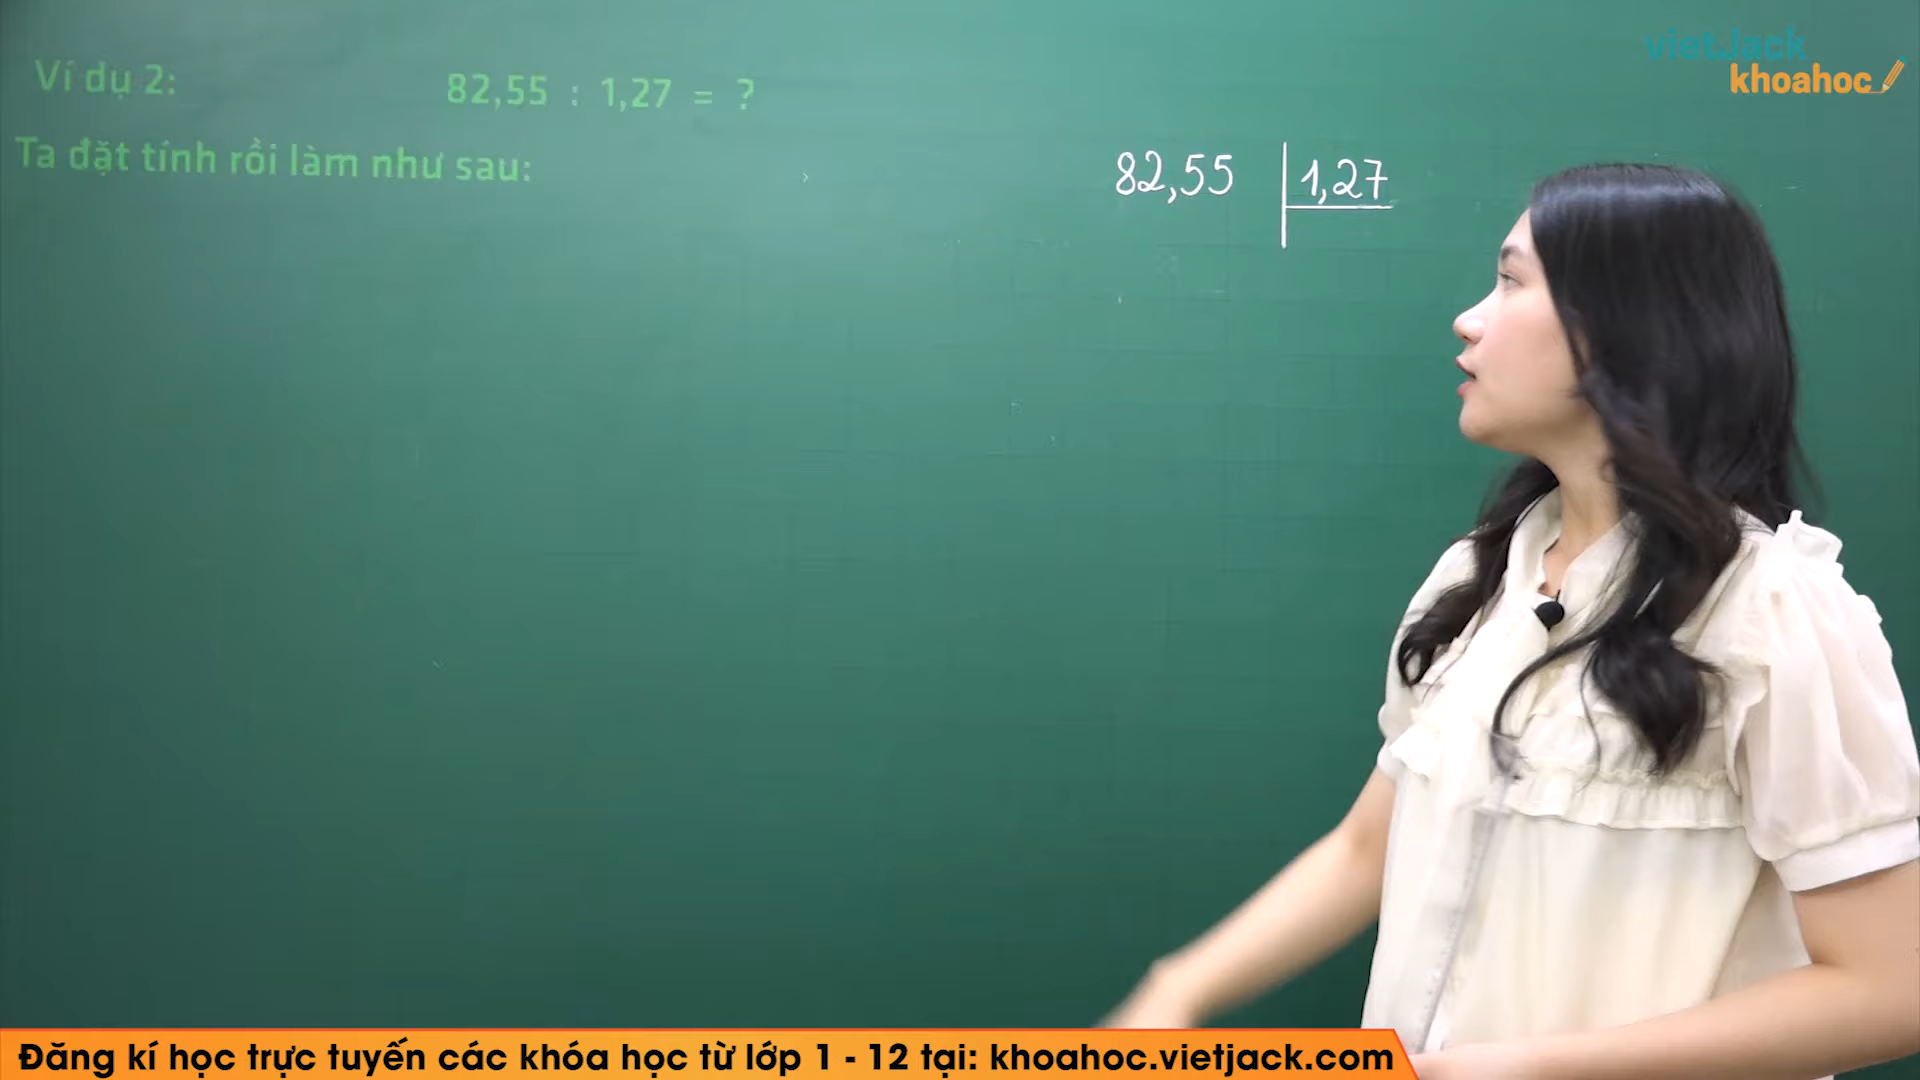 vietJack
khoahoc
Ví dụ 2: 82,55 : 1,27 = ?
Ta đặt tính rồi làm như sau:
82,55 1,27
Đăng kí học trực tuyến các khóa học từ lớp 1 - 12 tại: khoahoc.vietjack.com